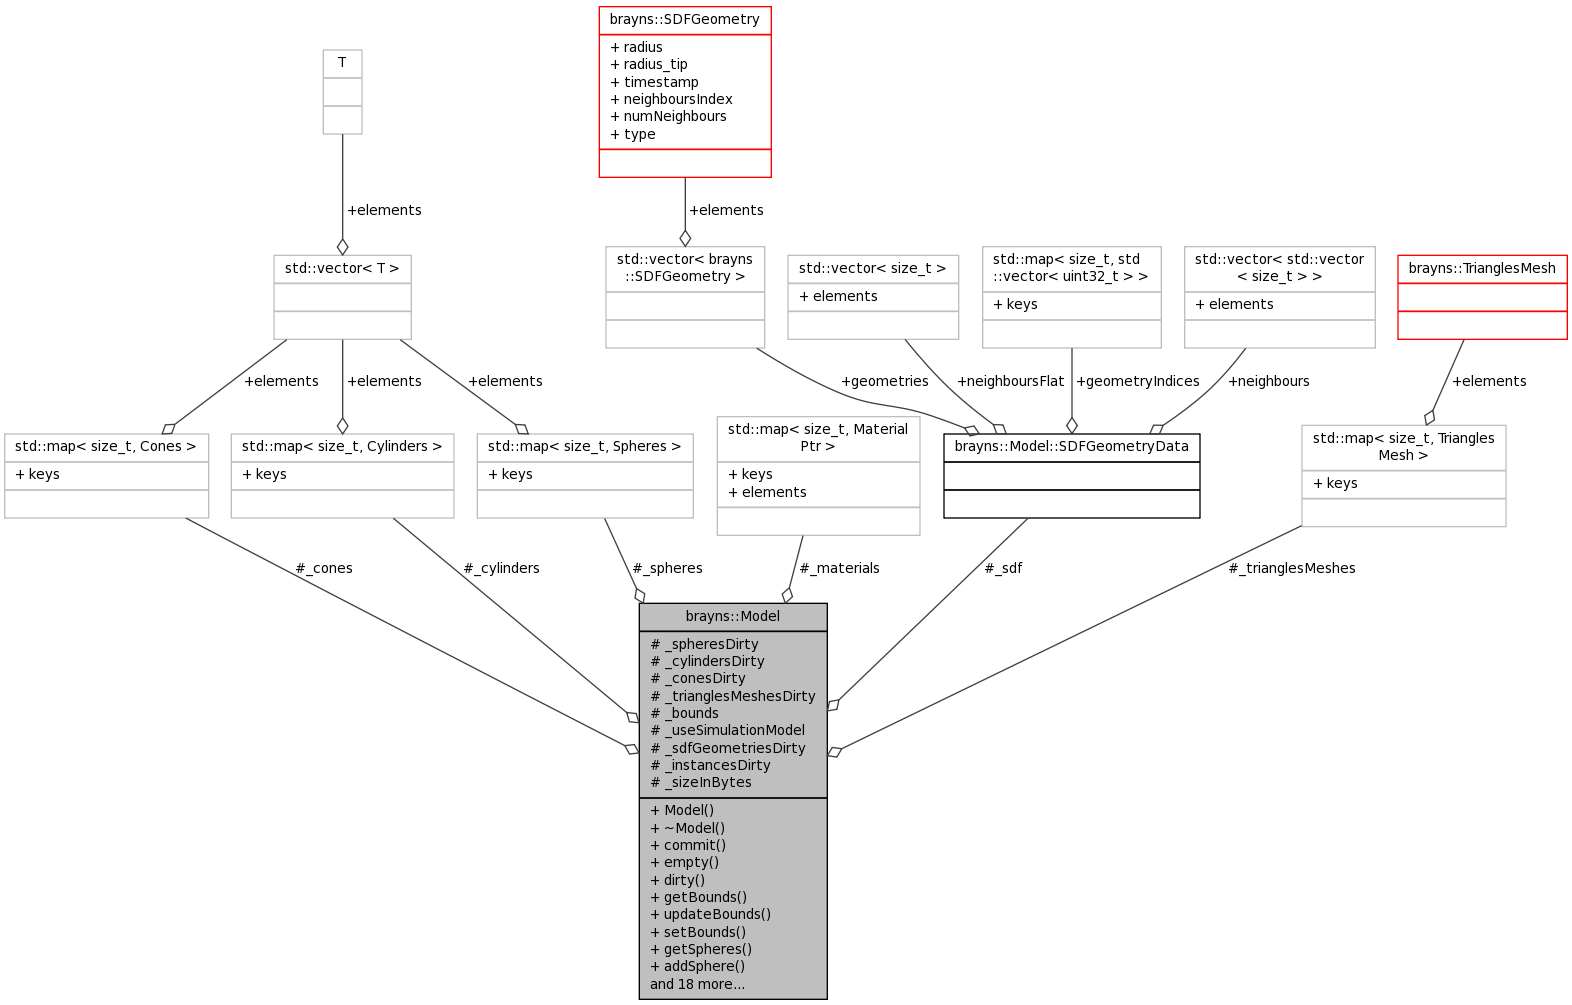 brayns::SDFGeometry
+ radius
+ radius_tip
+ timestamp
+ neighboursIndex
+ numNeighbours
+ type
T
+elements
+elements
std::vector< T >
std::vector< brayns
::SDFGeometry >
std::vector< size_t >
+ elements
std::map< size_t, std
::vector< uint32_t > >
+ keys
std::vector< std::vector
< size_t > >
+ elements
brayns::TrianglesMesh
+elements
+elements
+elements
+geometries
+neighboursFlat
+geometryIndices
+neighbours
+elements
std::map< size_t, Cones >
+ keys
std::map< size_t, Cylinders >
+ keys
std::map< size_t, Spheres >
+ keys
std::map< size_t, Material
Ptr >
+ keys
+ elements
brayns::Model::SDFGeometryData
std::map< size_t, Triangles
Mesh >
+ keys
#_cones
#_cylinders
#_spheres
#_materials
#_sdf
#_trianglesMeshes
brayns::Model
# _spheresDirty
# _cylindersDirty
# _conesDirty
# _trianglesMeshesDirty
# _bounds
# _useSimulationModel
# _sdfGeometriesDirty
# _instancesDirty
# _sizeInBytes
+ Model()
+ ~Model()
+ commit()
+ empty()
+ dirty()
+ getBounds()
+ updateBounds()
+ setBounds()
+ getSpheres()
+ addSphere()
and 18 more...